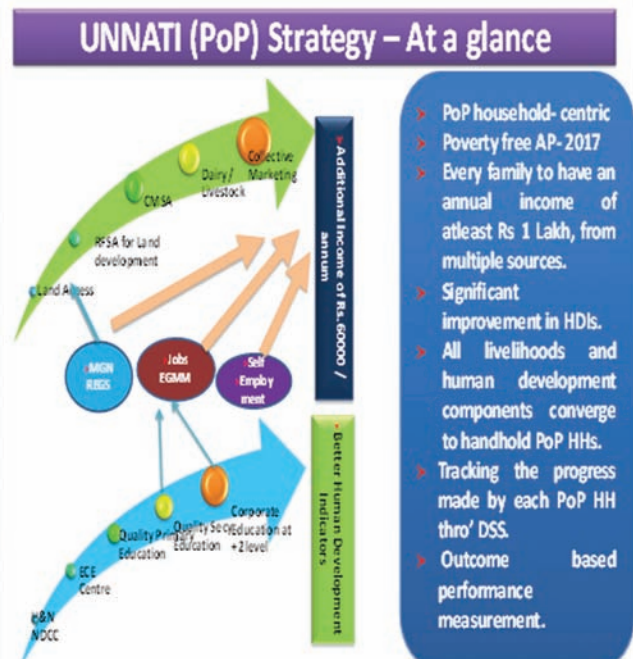 UNNATI (PoP) Strategy – At a glance
Collective
Marketing
Dairy /
Livestock
CMSA
RFSA for Land
development
Land Access
MGN
REGS
Jobs
EGMM
Self
Employ
ment
Additional Income of Rs. 60000 /
annum
Corporate
Education at
+2 level
Quality Secy
Education
Quality Primary
Education
ECE
Centre
H&N
NDCC
Better Human Development
Indicators
PoP household- centric
Poverty free AP- 2017
Every family to have an
annual income of
atleast Rs 1 Lakh, from
multiple sources.
Significant
improvement in HDIs.
All livelihoods and
human development
components converge
to handhold PoP HHs.
Tracking the progress
made by each PoP HH
thro' DSS.
Outcome based
performance
measurement.